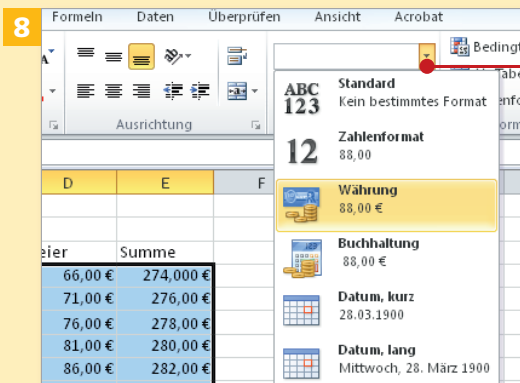 8
Formeln Daten Überprüfen Ansicht Acrobat
Ausrichtung
ABC
123
Standard
Kein bestimmtes Format
12
Zahlenformat
88,00
Währung
88,00 €
Buchhaltung
88,00 €
Datum, kurz
28.03.1900
Datum, lang
Mittwoch, 28. März 1900
D E F
Summe
66,00 € 274,000 €
71,00 € 276,00 €
76,00 € 278,00 €
81,00 € 280,00 €
86,00 € 282,00 €